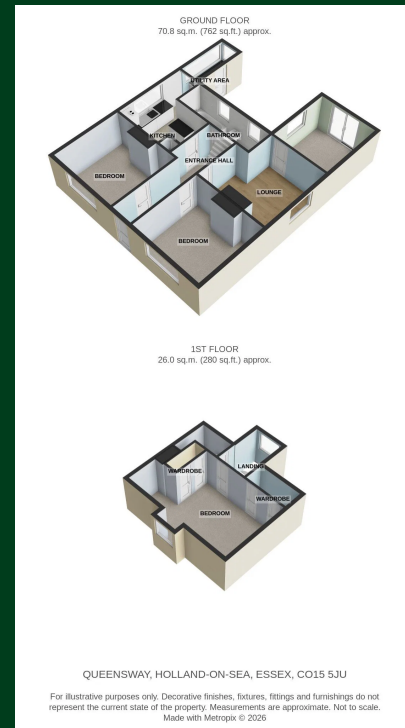 GROUND FLOOR
70.8 sq.m. (762 sq.ft.) approx.
UTILITY AREA
KITCHEN
BATHROOM
ENTRANCE HALL
BEDROOM
LOUNGE
BEDROOM
1ST FLOOR
26.0 sq.m. (280 sq.ft.) approx.
LANDING
WARDROBE
WARDROBE
BEDROOM
QUEENSWAY, HOLLAND-ON-SEA, ESSEX, CO15 5JU
For illustrative purposes only. Decorative finishes, fixtures, fittings and furnishings do not
represent the current state of the property. Measurements are approximate. Not to scale.
Made with Metropix © 2026